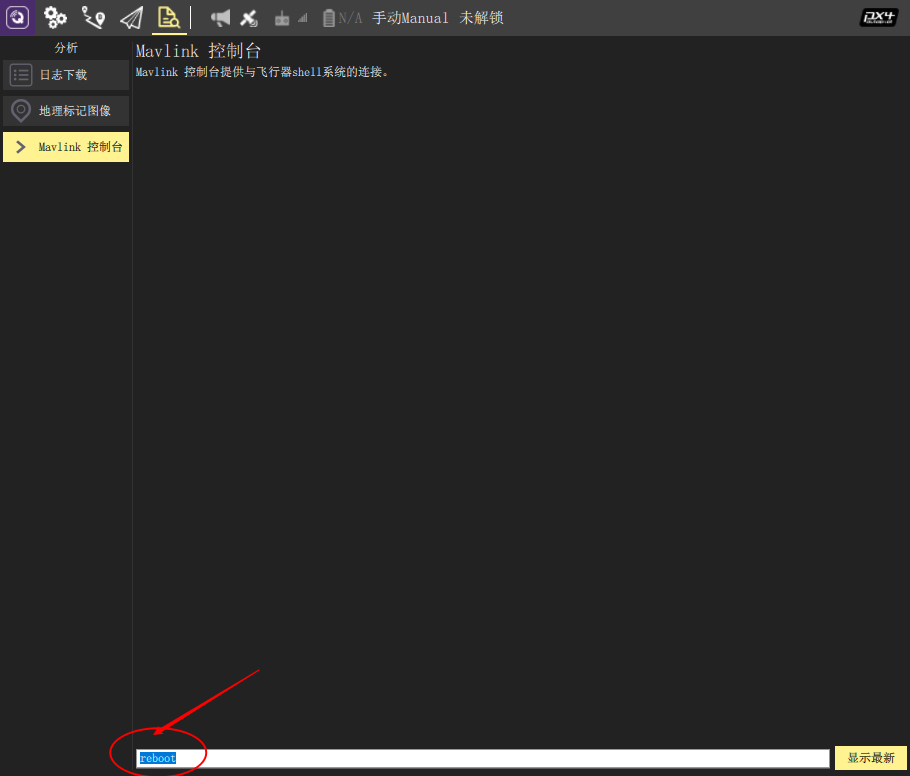 N/A 手动Manual 未解锁
PX4
分析
Mavlink 控制台
Mavlink 控制台提供与飞行器shell系统的连接。
日志下载
地理标记图像
Mavlink 控制台
reboot
显示最新